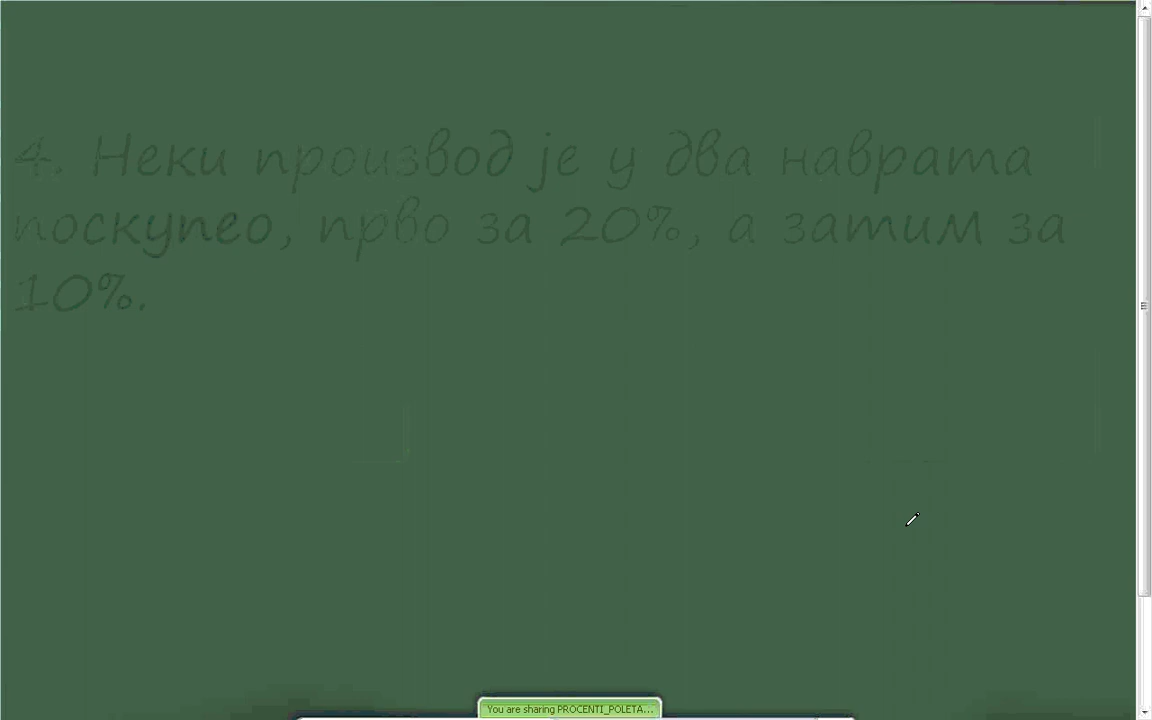 4. Неки производ је у два наврата
поскупео, прво за 20%, а затим за
10%.
You are sharing PROCENTI_POLETA...